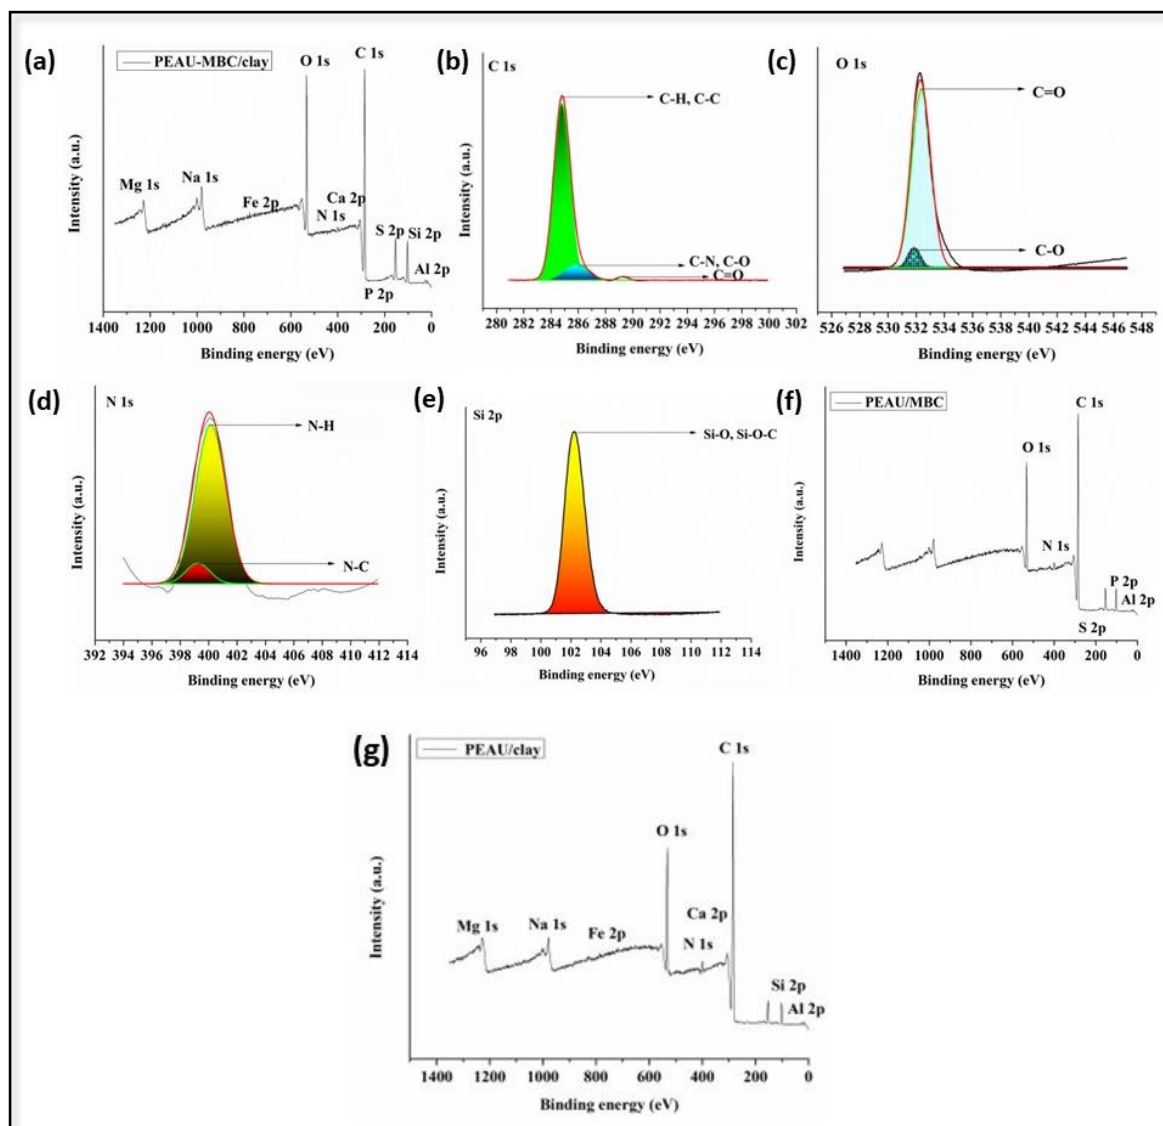 (a)
PEAU-MBC/clay
O 1s
C 1s
Mg 1s
Na 1s
Fe 2p
Ca 2p
N 1s
S 2p
Si 2p
Al 2p
P 2p
Intensity (a.u.)
1400 1200 1000 800 600 400 200 0
Binding energy (eV)
(b)
C 1s
C-H, C-C
C-N, C-O
C=O
Intensity (a.u.)
280 282 284 286 288 290 292 294 296 298 300 302
Binding energy (eV)
(c)
O 1s
C=O
C-O
Intensity (a.u.)
526 528 530 532 534 536 538 540 542 544 546 548
Binding energy (eV)
(d)
N 1s
N-H
N-C
Intensity (a.u.)
392 394 396 398 400 402 404 406 408 410 412 414
Binding energy (eV)
(e)
Si 2p
Si-O, Si-O-C
Intensity (a.u.)
96 98 100 102 104 106 108 110 112 114
Binding energy (eV)
(f)
PEAU/MBC
C 1s
O 1s
N 1s
P 2p
Al 2p
S 2p
Intensity (a.u.)
1400 1200 1000 800 600 400 200 0
Binding energy (eV)
(g)
PEAU/clay
C 1s
O 1s
Ca 2p
Mg 1s
Na 1s
Fe 2p
N 1s
Si 2p
Al 2p
Intensity (a.u.)
1400 1200 1000 800 600 400 200 0
Binding energy (eV)